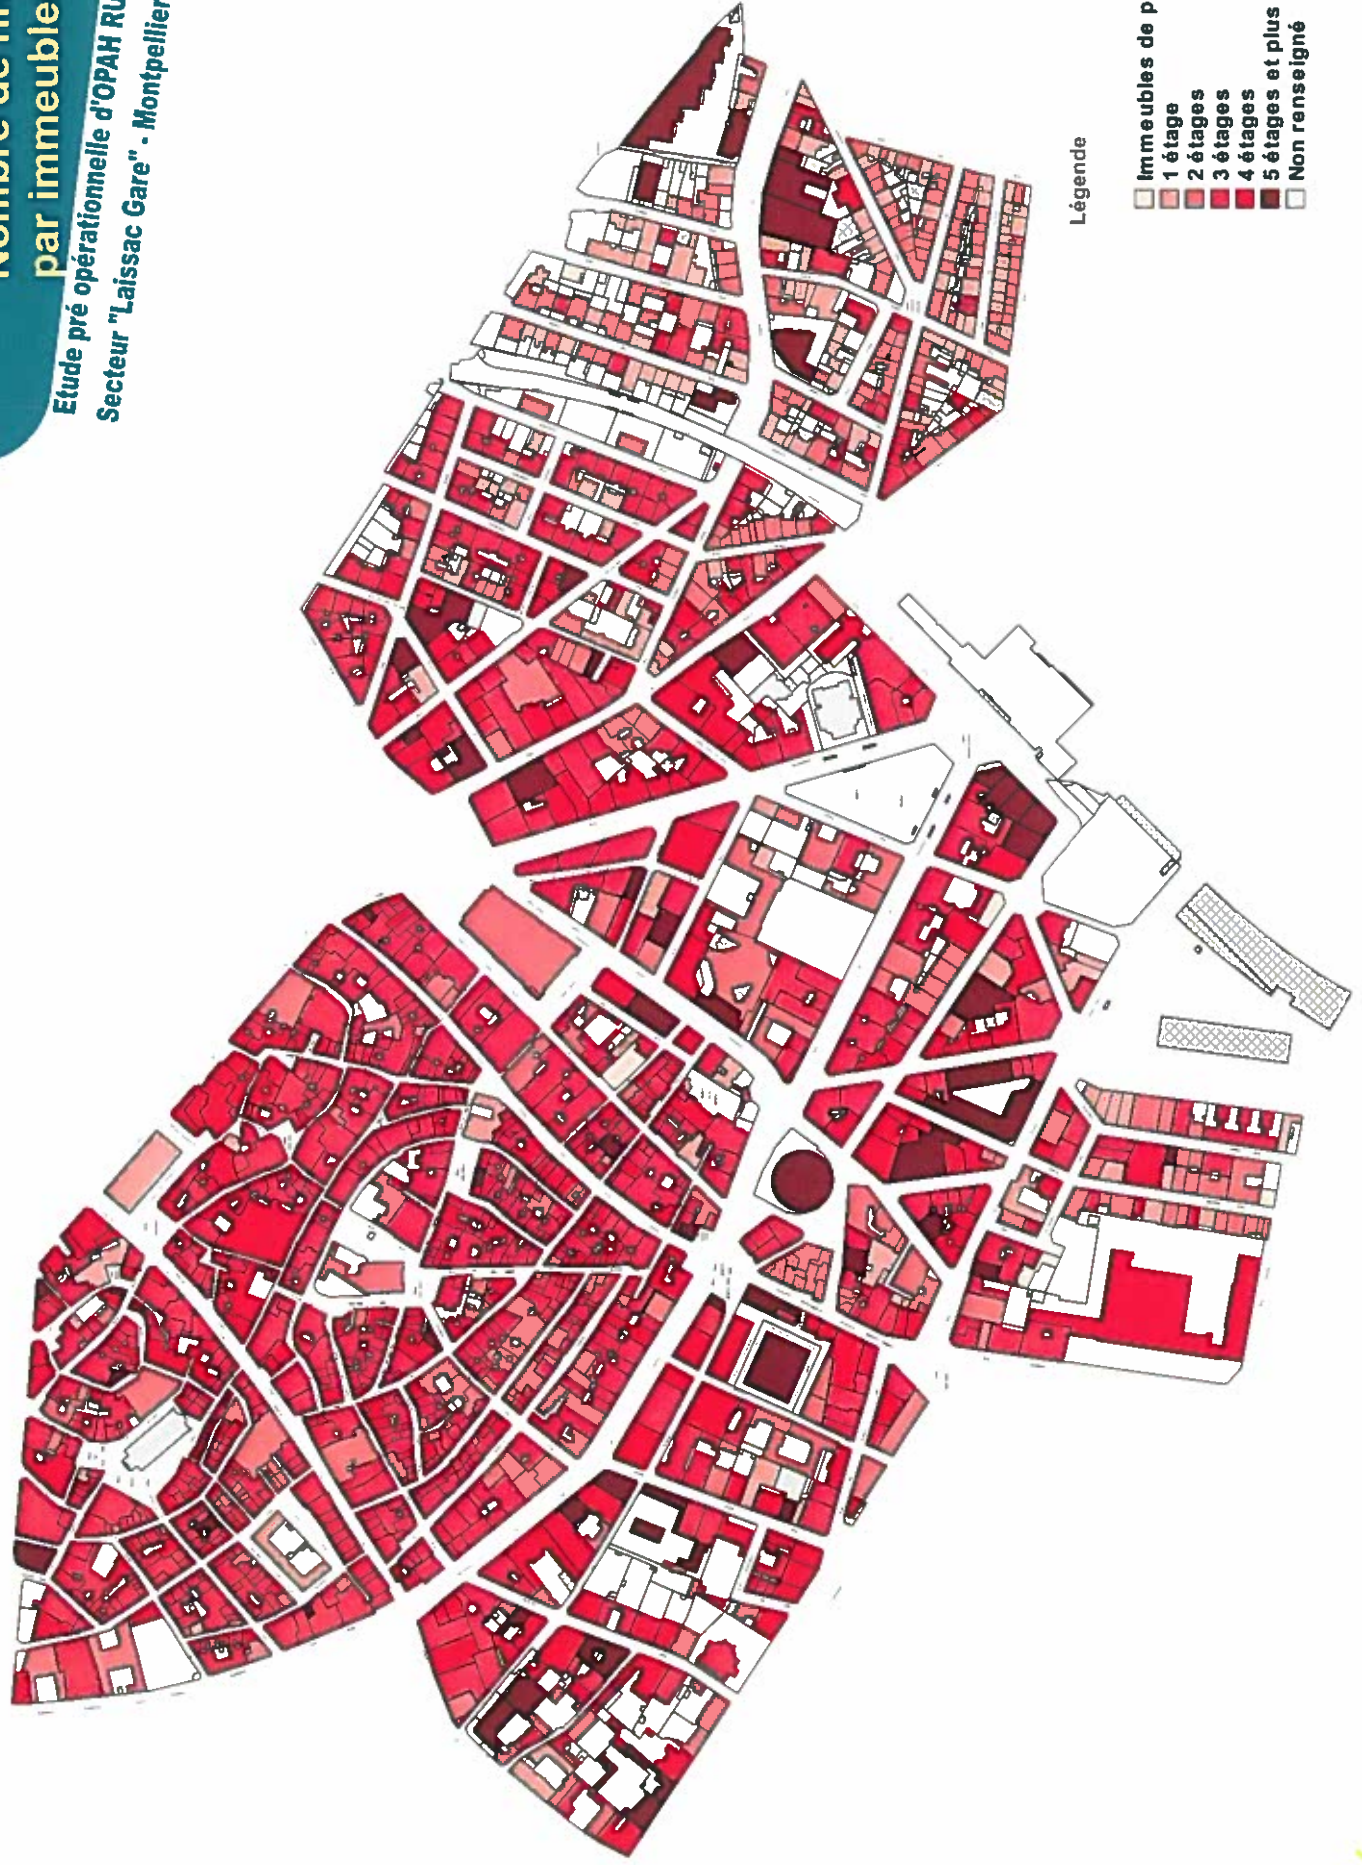 par immeuble
Etude pré opérationnelle d'OPAH RU
Secteur "Laissac Gare" - Montpellier
Légende
Immeubles de p
1 étage
2 étages
3 étages
4 étages
5 étages et plus
Non renseigné